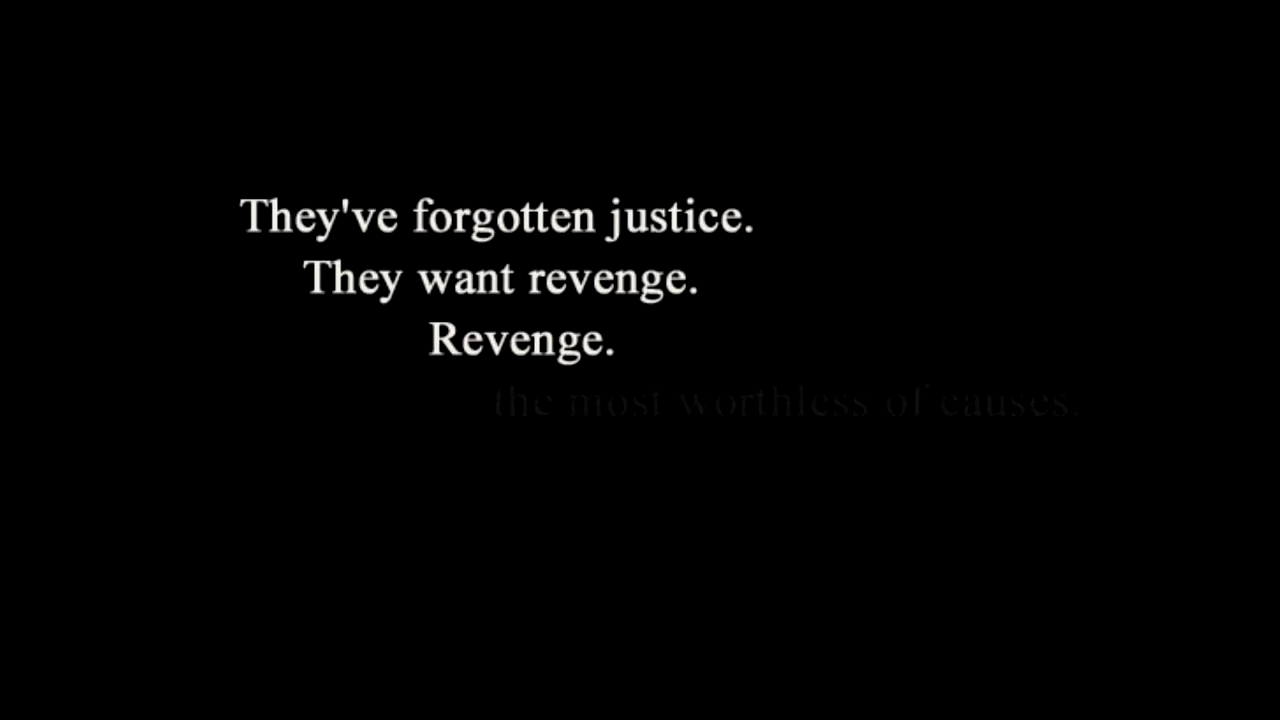 They've forgotten justice.
They want revenge.
Revenge.
the most worthless of causes.